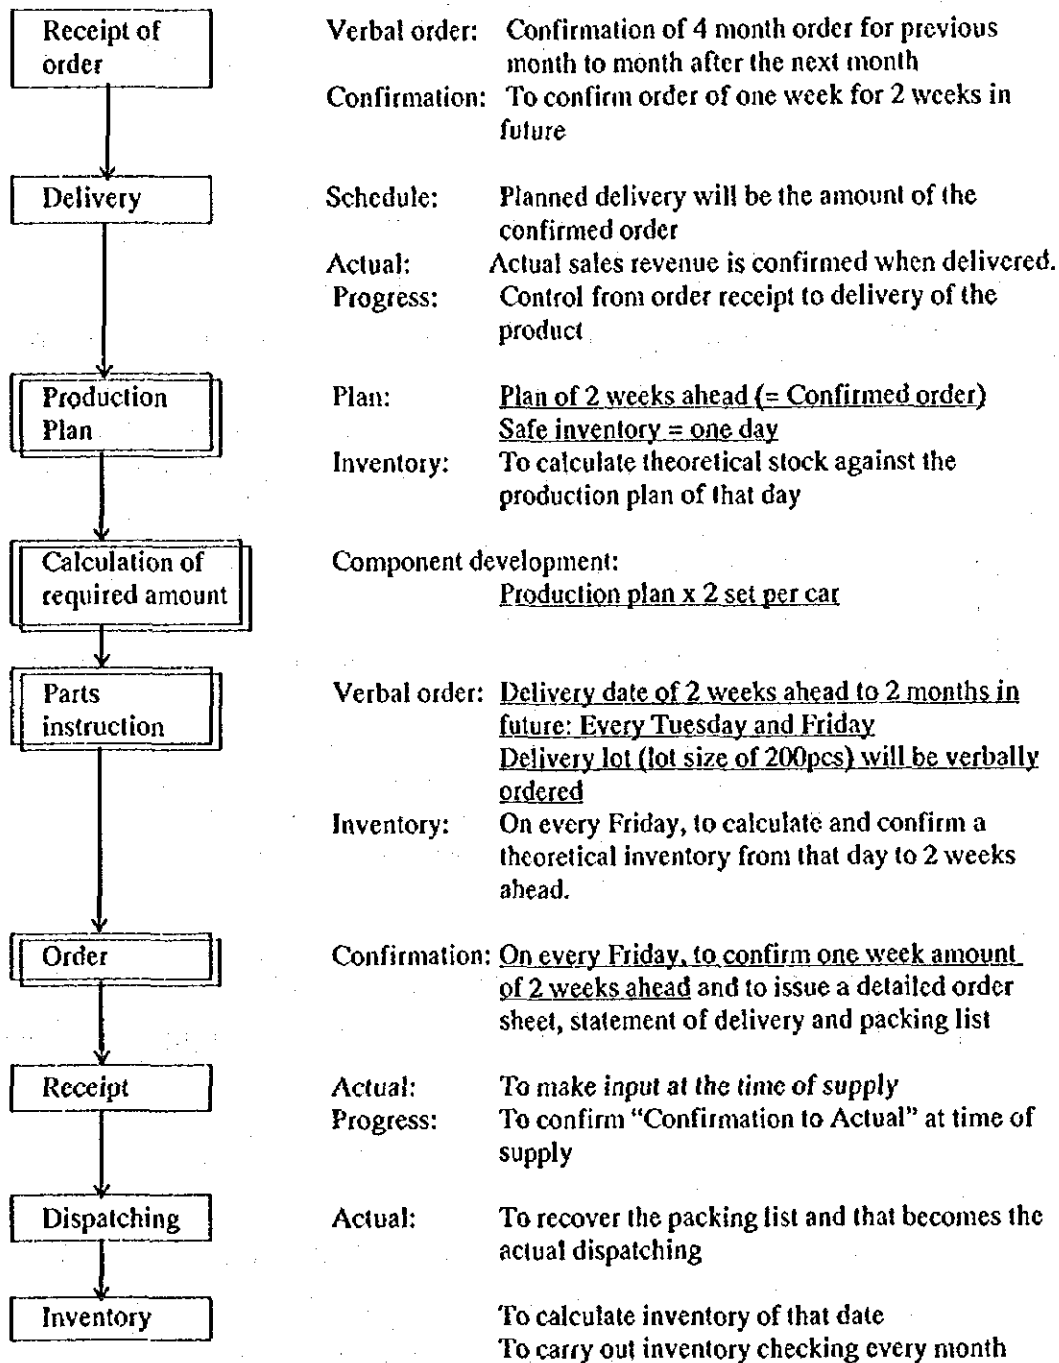 Receipt of order
Verbal order: Confirmation of 4 month order for previous
month to month after the next month
Confirmation: To confirm order of one week for 2 weeks in
future
Delivery
Schedule: Planned delivery will be the amount of the
confirmed order
Actual: Actual sales revenue is confirmed when delivered.
Progress: Control from order receipt to delivery of the
product
Production
Plan
Plan: Plan of 2 weeks ahead (= Confirmed order)
Safe inventory = one day
Inventory: To calculate theoretical stock against the
production plan of that day
Calculation of
required amount
Component development:
Production plan x 2 set per car
Parts
instruction
Verbal order: Delivery date of 2 weeks ahead to 2 months in
future: Every Tuesday and Friday
Delivery lot (lot size of 200pcs) will be verbally
ordered
Inventory: On every Friday, to calculate and confirm a
theoretical inventory from that day to 2 weeks
ahead.
Order
Confirmation: On every Friday, to confirm one week amount
of 2 weeks ahead and to issue a detailed order
sheet, statement of delivery and packing list
Receipt
Actual: To make input at the time of supply
Progress: To confirm “Confirmation to Actual” at time of
supply
Dispatching
Actual: To recover the packing list and that becomes the
actual dispatching
Inventory
To calculate inventory of that date
To carry out inventory checking every month